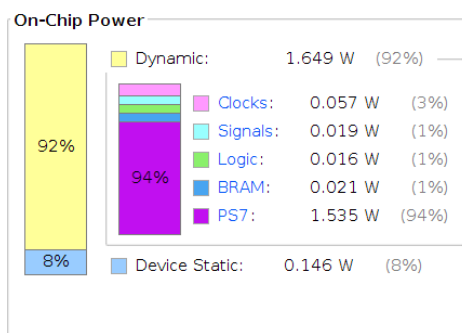 On-Chip Power
Dynamic: 1.649 W (92%)
Clocks: 0.057 W (3%)
Signals: 0.019 W (1%)
Logic: 0.016 W (1%)
BRAM: 0.021 W (1%)
PS7: 1.535 W (94%)
Device Static: 0.146 W (8%)
92%
94%
8%